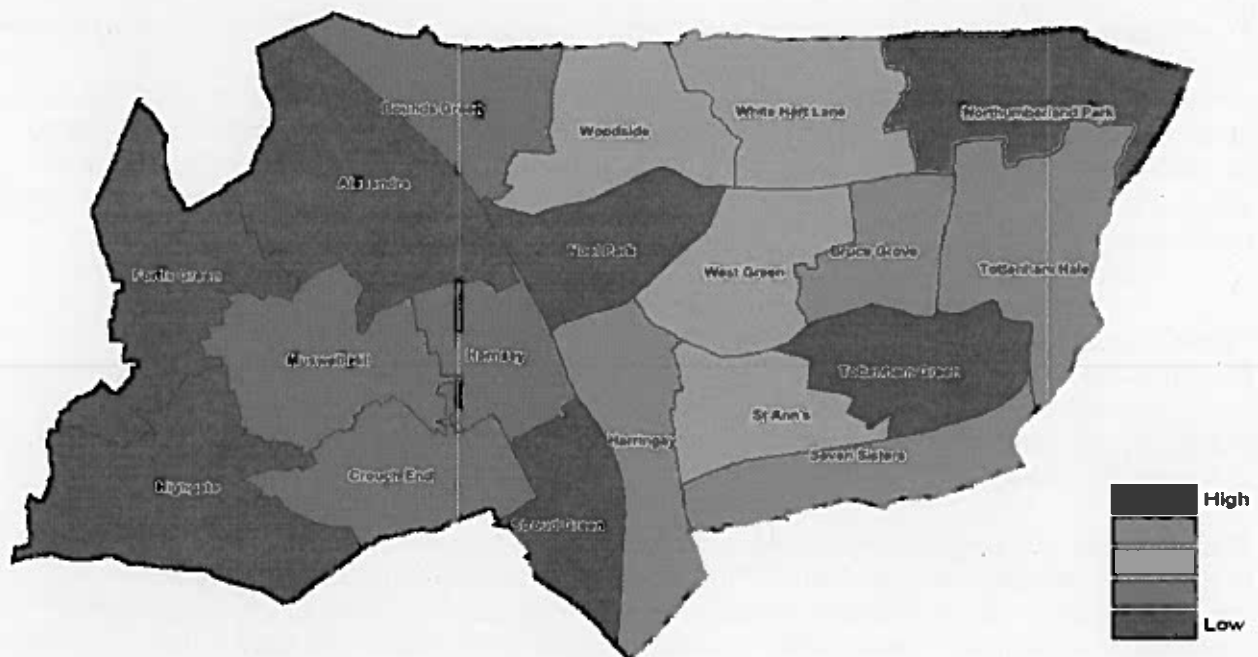 Bounds Green
Woodside
White Hart Lane
Northumberland Park
Alexandra
Noel Park
Bruce Grove
Fortis Green
West Green
Tottenham Hale
Muswell Hill
Hornsey
Tottenham Green
St Ann's
Harringay
Seven Sisters
Crouch End
Highgate
Stroud Green
High
Low